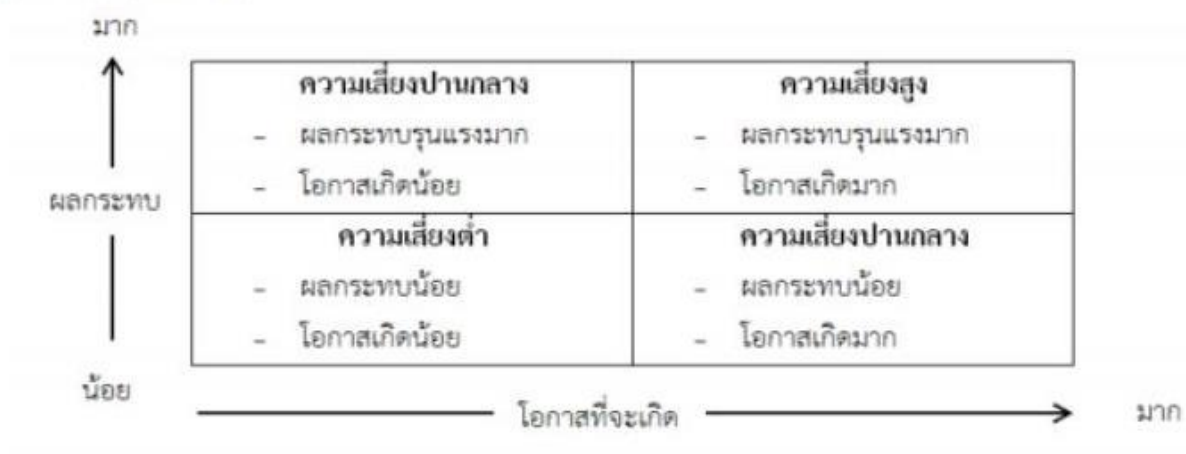 มาก
ความเสี่ยงปานกลาง
- ผลกระทบรุนแรงมาก
- โอกาสเกิดน้อย
ความเสี่ยงสูง
- ผลกระทบรุนแรงมาก
- โอกาสเกิดมาก
ผลกระทบ
ความเสี่ยงต่ำ
- ผลกระทบน้อย
- โอกาสเกิดน้อย
ความเสี่ยงปานกลาง
- ผลกระทบน้อย
- โอกาสเกิดมาก
น้อย
โอกาสที่จะเกิด
มาก